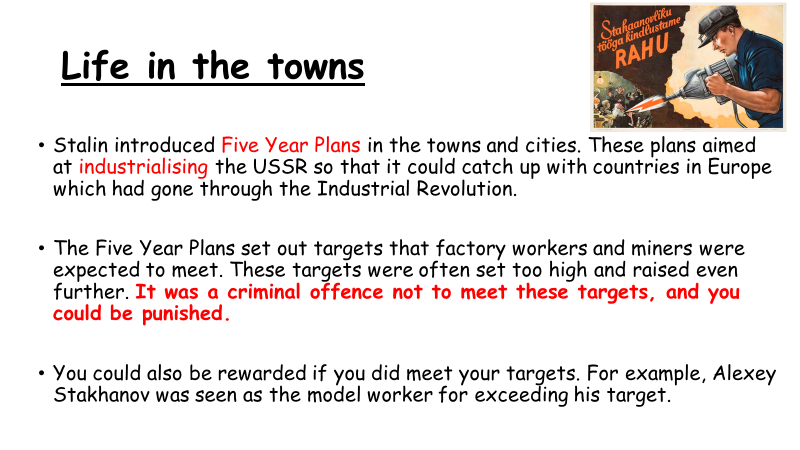 Life in the towns
Stahaanovliku
tööga kindlustame
RAHU
• Stalin introduced Five Year Plans in the towns and cities. These plans aimed
at industrialising the USSR so that it could catch up with countries in Europe
which had gone through the Industrial Revolution.
• The Five Year Plans set out targets that factory workers and miners were
expected to meet. These targets were often set too high and raised even
further. It was a criminal offence not to meet these targets, and you
could be punished.
• You could also be rewarded if you did meet your targets. For example, Alexey
Stakhanov was seen as the model worker for exceeding his target.